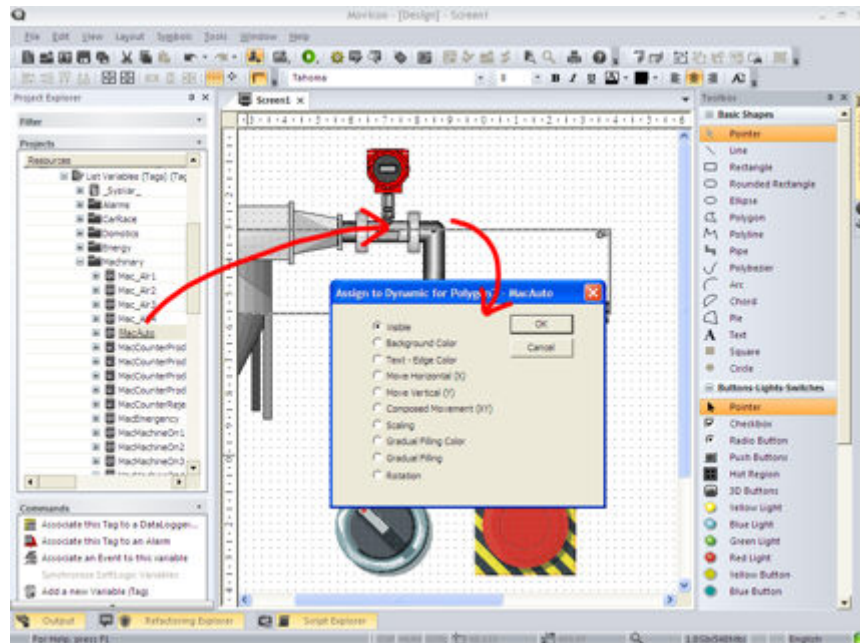 Movicon - [Design] - Screen1
File Edit View Layout Symbols Tools Window Help
Tahoma
Project Explorer
Filter
Projects
Resources
List Variables (Tags) (Tag
_SysVar_
Alarms
CarRace
Domotics
Energy
Machinery
Mac_Air1
Mac_Air2
Mac_Air3
MacAuto
MacCounterProd
MacCounterProd
MacCounterProd
MacCounterProd
MacCounterReje
MacEmergency
MacMachineOn1
MacMachineOn2
MacMachineOn3
Commands
Associate this Tag to a DataLogger...
Associate this Tag to an Alarm
Associate an Event to this variable
Synchronize SoftLogic Variables
Add a new Variable (Tag)
Screen1
Assign to Dynamic for Polygon - MacAuto
Visible
Background Color
Text - Edge Color
Move Horizontal (X)
Move Vertical (Y)
Composed Movement (XY)
Scaling
Gradual Filling Color
Gradual Filling
Rotation
OK
Cancel
Toolbox
Basic Shapes
Pointer
Line
Rectangle
Rounded Rectangle
Ellipse
Polygon
Polyline
Pipe
Polybezier
Arc
Chord
Pie
Text
Square
Circle
Buttons-Lights-Switches
Pointer
Checkbox
Radio Button
Push Buttons
Hot Region
3D Buttons
Yellow Light
Blue Light
Green Light
Red Light
Yellow Button
Blue Button
Output
Refactoring Explorer
Script Explorer
For Help, press F1
English